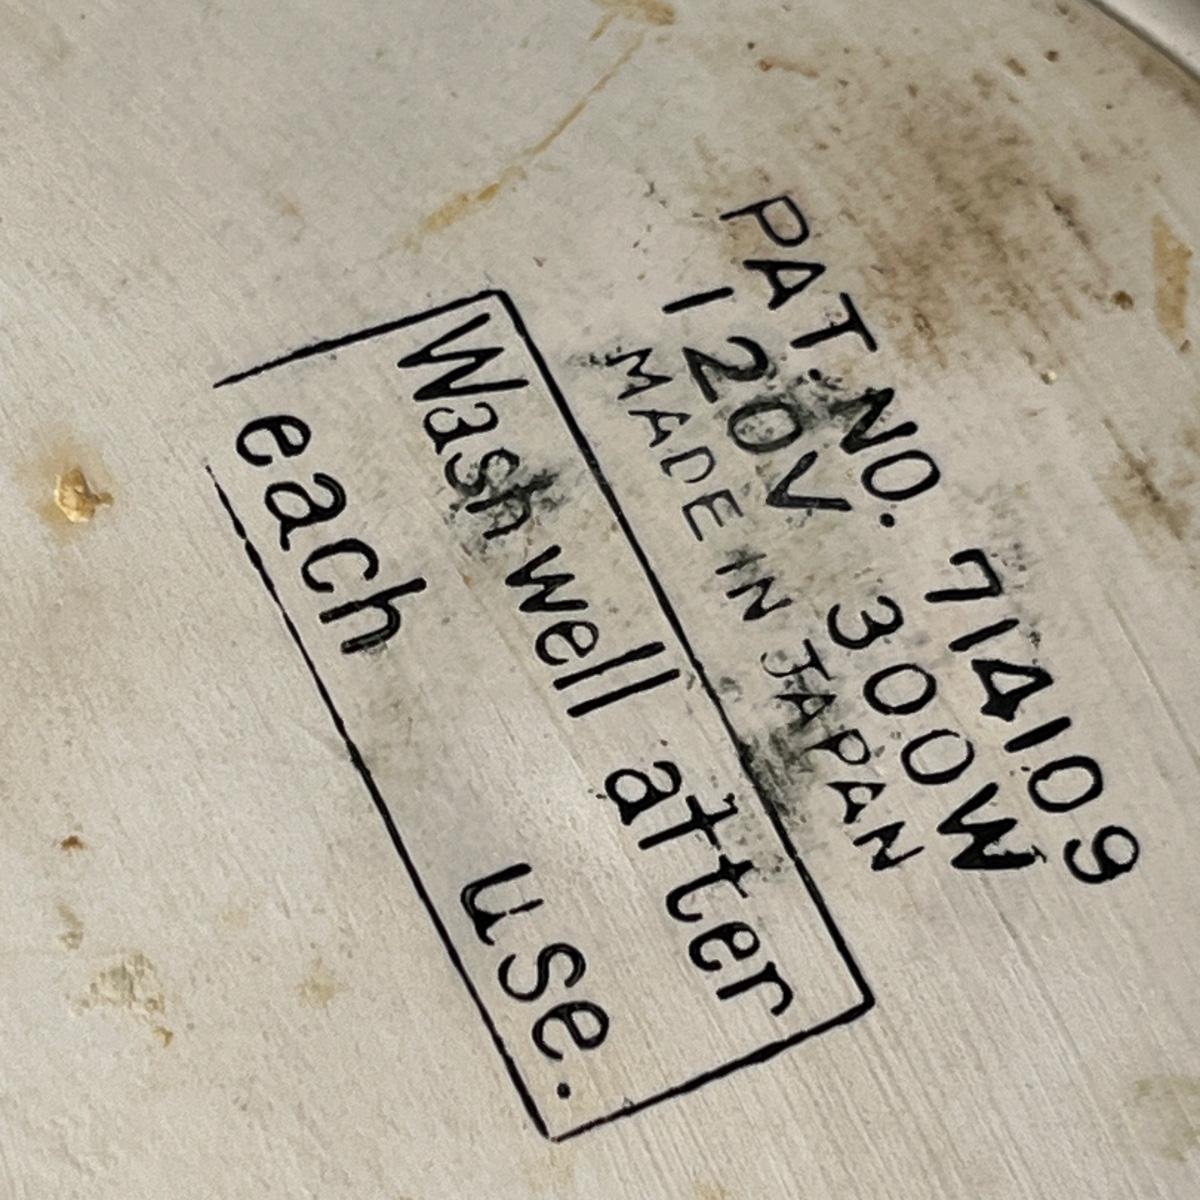 PAT. NO. 714109
120V 300W
MADE IN JAPAN
Wash well after
each use.